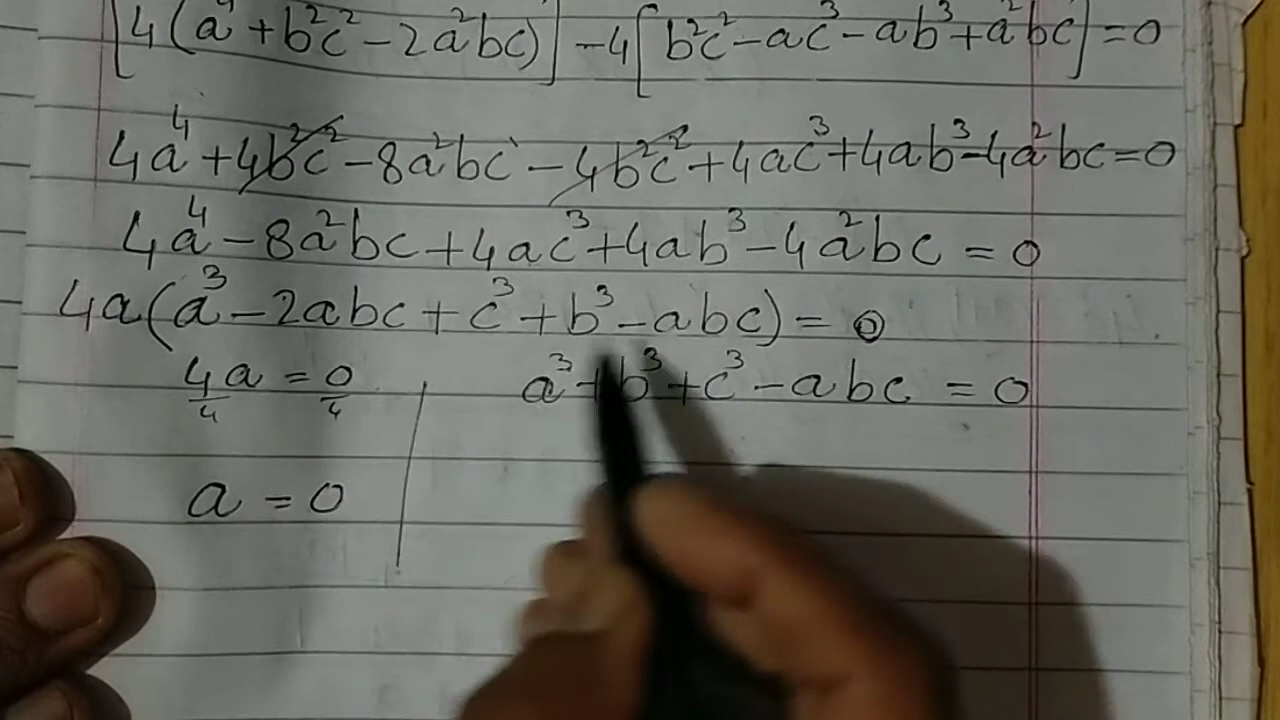 [4(a⁴+b²c²-2a²bc)]-4[b²c²-ac³-ab³+a²bc]=0
4a⁴+4b²c²-8a²bc-4b²c²+4ac³+4ab³-4a²bc=0
4a⁴-8a²bc+4ac³+4ab³-4a²bc=0
4a(a³-2abc+c³+b³-abc)=0
4a/4=0/4 a³+b³+c³-abc=0
a=0